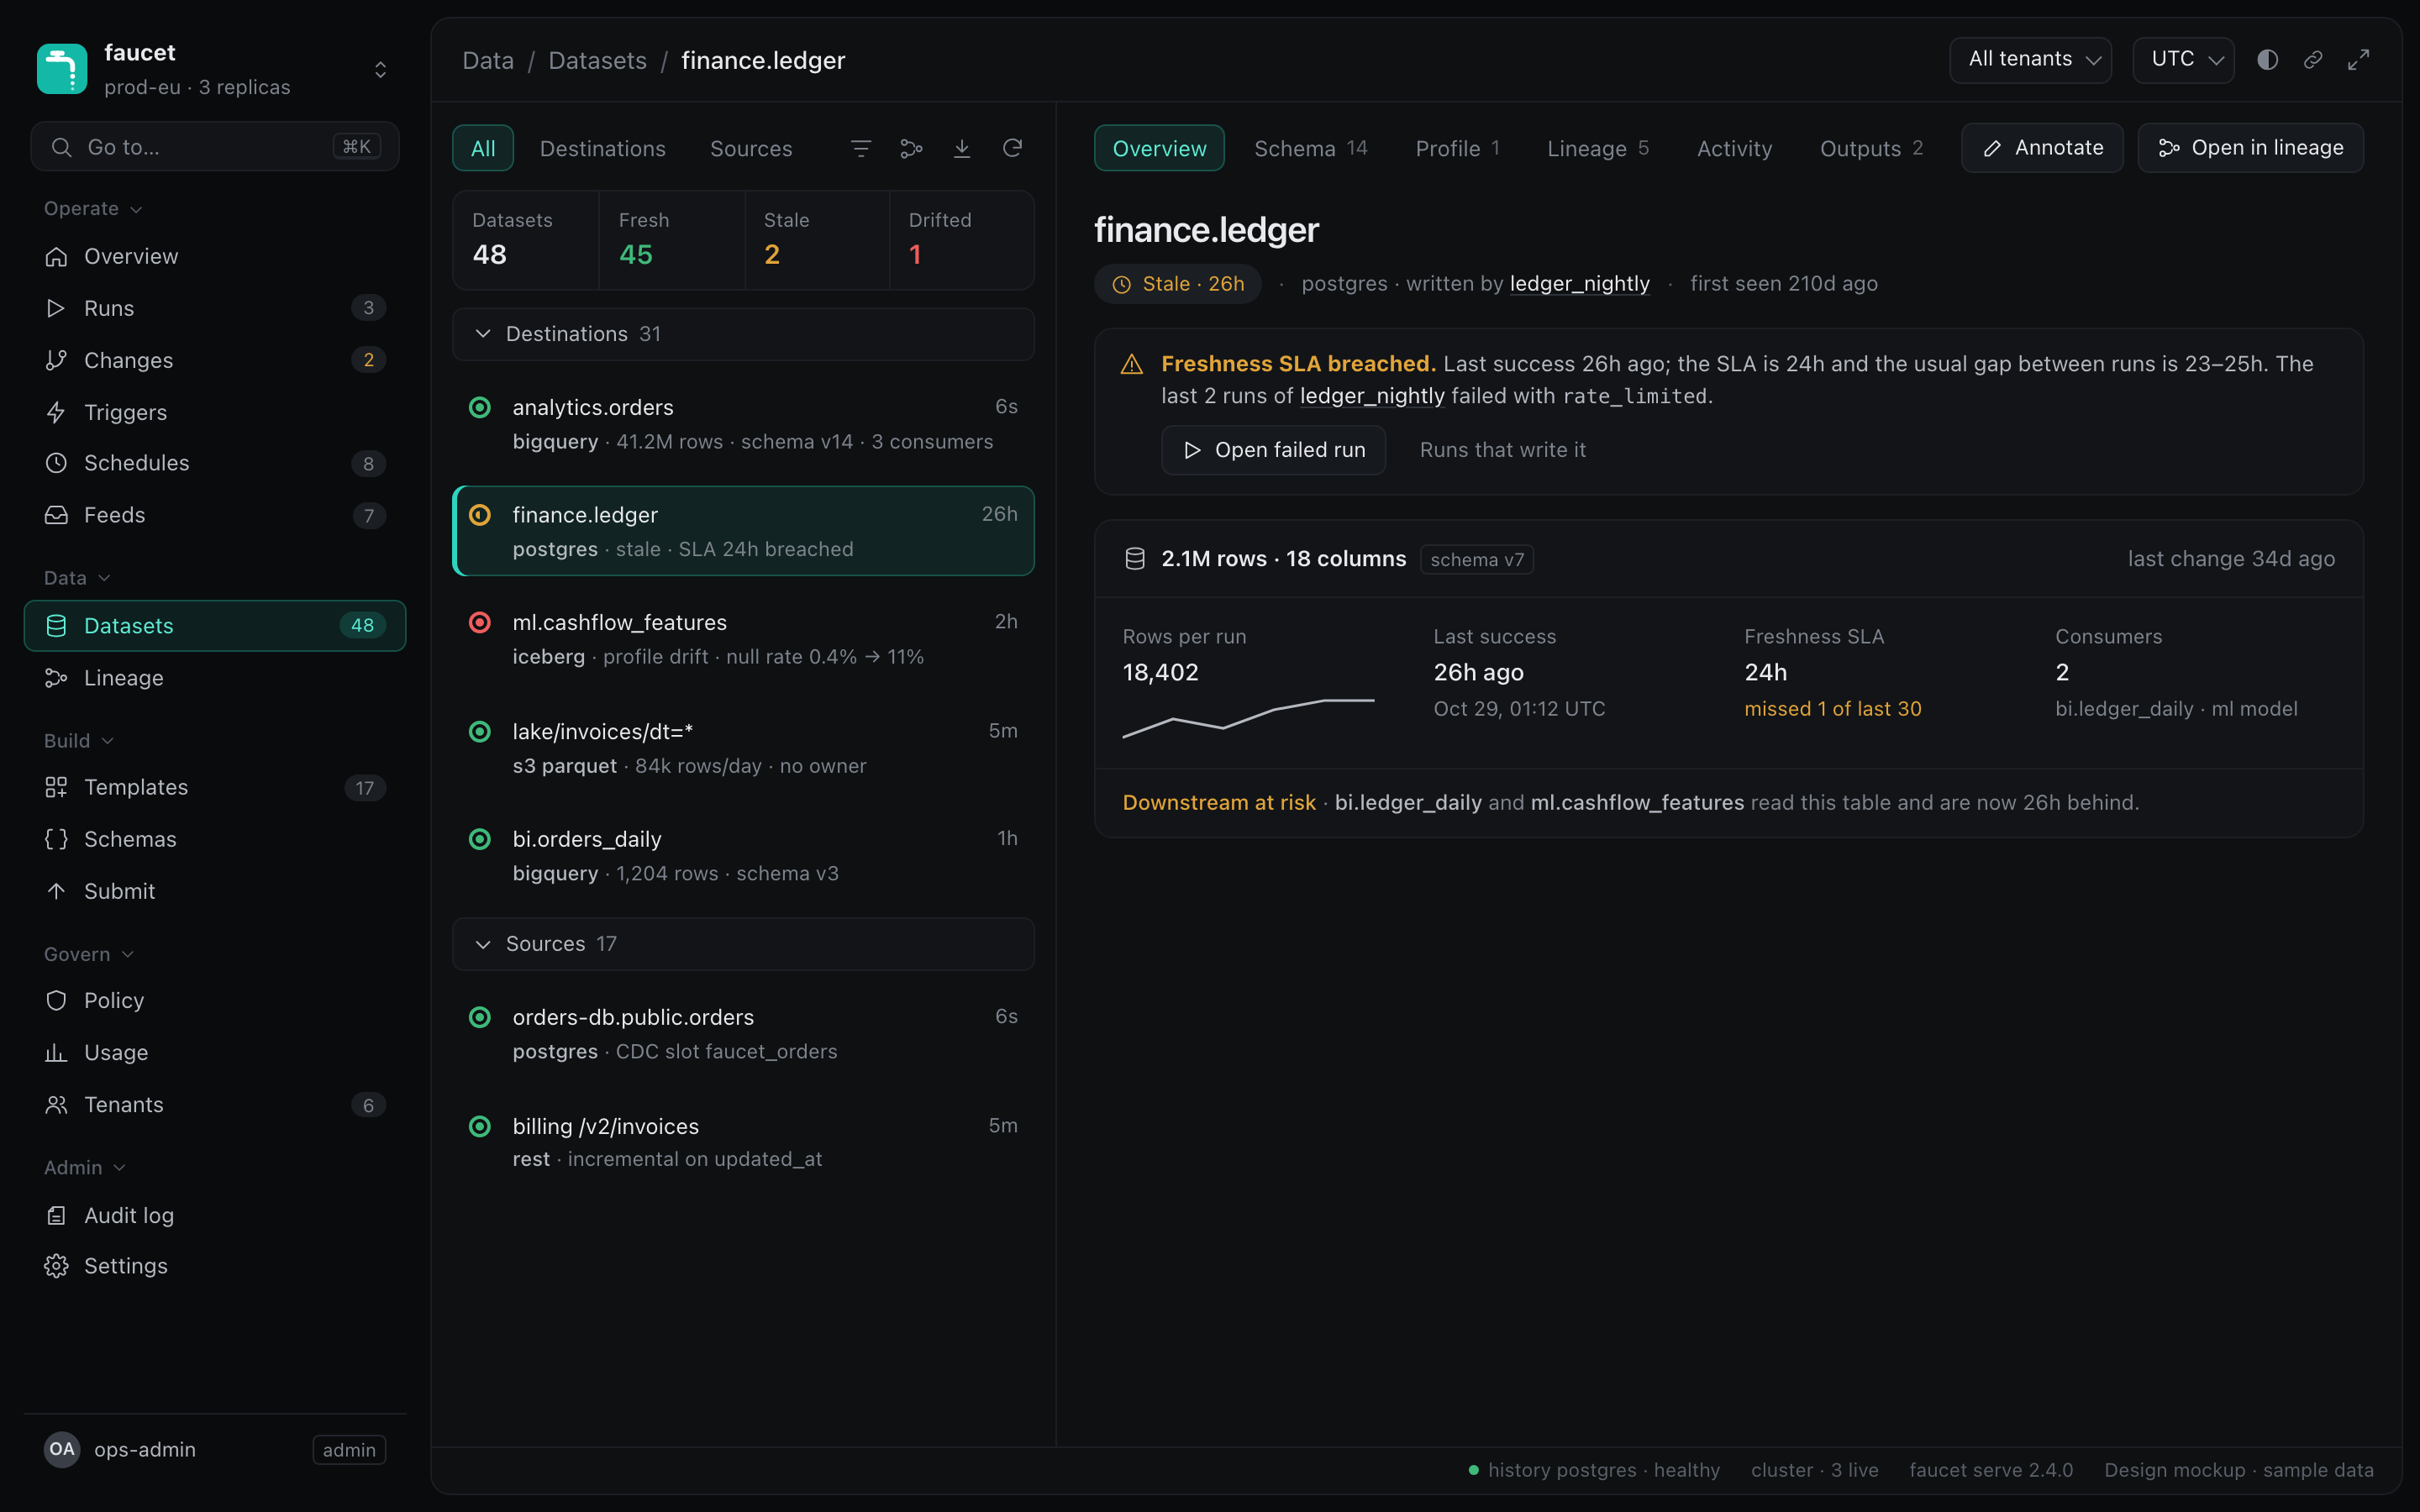 faucet
prod-eu · 3 replicas
Go to...
⌘K
Operate
Overview
Runs 3
Changes 2
Triggers
Schedules 8
Feeds 7
Data
Datasets 48
Lineage
Build
Templates 17
Schemas
Submit
Govern
Policy
Usage
Tenants 6
Admin
Audit log
Settings
OA ops-admin admin
Data / Datasets / finance.ledger
All tenants UTC
All Destinations Sources
Datasets Fresh Stale Drifted
48 45 2 1
Destinations 31
analytics.orders 6s
bigquery · 41.2M rows · schema v14 · 3 consumers
finance.ledger 26h
postgres · stale · SLA 24h breached
ml.cashflow_features 2h
iceberg · profile drift · null rate 0.4% → 11%
lake/invoices/dt=* 5m
s3 parquet · 84k rows/day · no owner
bi.orders_daily 1h
bigquery · 1,204 rows · schema v3
Sources 17
orders-db.public.orders 6s
postgres · CDC slot faucet_orders
billing /v2/invoices 5m
rest · incremental on updated_at
Overview Schema 14 Profile 1 Lineage 5 Activity Outputs 2 Annotate Open in lineage
finance.ledger
Stale · 26h · postgres · written by ledger_nightly · first seen 210d ago
Freshness SLA breached. Last success 26h ago; the SLA is 24h and the usual gap between runs is 23–25h. The
last 2 runs of ledger_nightly failed with rate_limited.
Open failed run Runs that write it
2.1M rows · 18 columns schema v7 last change 34d ago
Rows per run Last success Freshness SLA Consumers
18,402 26h ago 24h 2
Oct 29, 01:12 UTC missed 1 of last 30 bi.ledger_daily · ml model
Downstream at risk · bi.ledger_daily and ml.cashflow_features read this table and are now 26h behind.
history postgres · healthy cluster · 3 live faucet serve 2.4.0 Design mockup · sample data